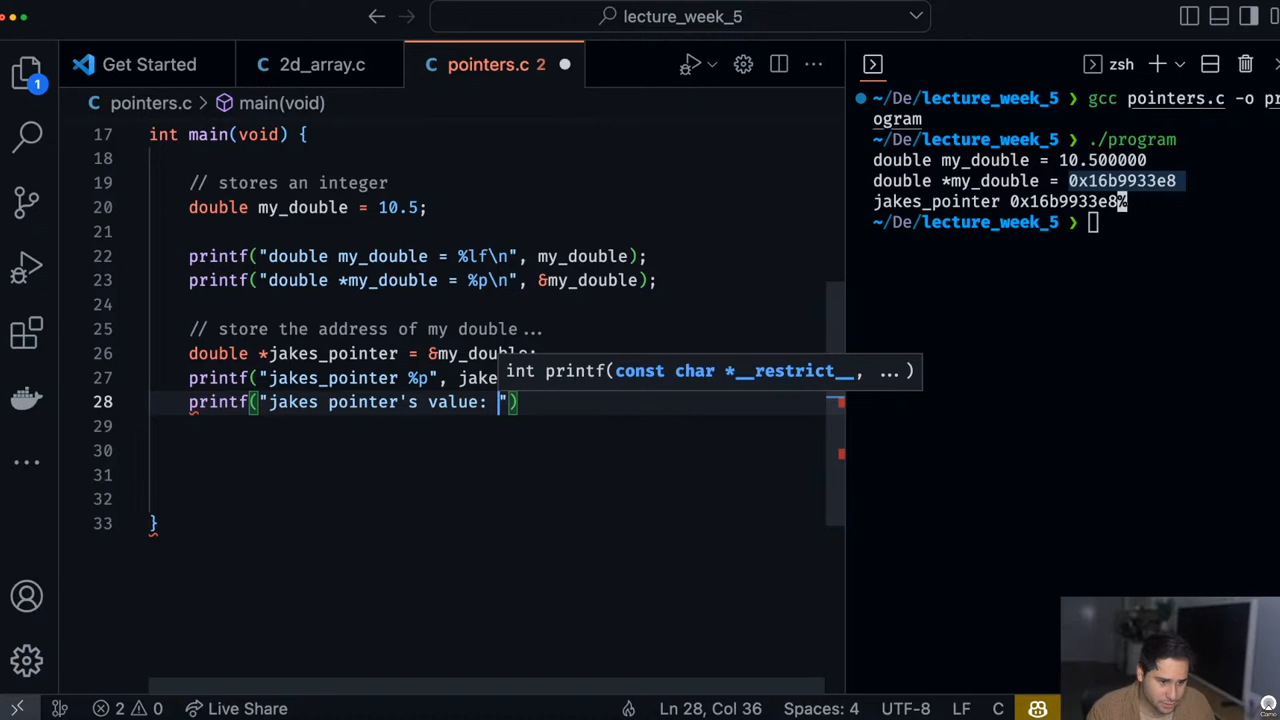 lecture_week_5
Get Started
2d_array.c
pointers.c 2
zsh
pointers.c > main(void)
17 int main(void) {
18
19 // stores an integer
20 double my_double = 10.5;
21
22 printf("double my_double = %lf\n", my_double);
23 printf("double *my_double = %p\n", &my_double);
24
25 // store the address of my double...
26 double *jakes_pointer = &my_double;
27 printf("jakes_pointer %p", jake
int printf(const char *__restrict__, ...)
28 printf("jakes pointer's value: ")
29
30
31
32
33 }
~/De/lecture_week_5 ❯ gcc pointers.c -o pr
ogram
~/De/lecture_week_5 ❯ ./program
double my_double = 10.500000
double *my_double = 0x16b9933e8
jakes_pointer 0x16b9933e8%
~/De/lecture_week_5 ❯
1
2 0 Live Share
Ln 28, Col 36 Spaces: 4 UTF-8 LF C
Camo